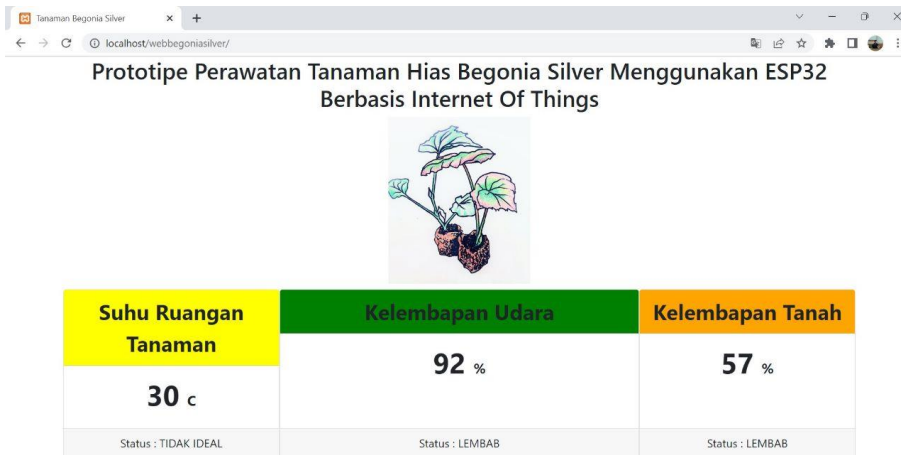 Tanaman Begonia Silver
localhost/webbegoniasilver/
Prototipe Perawatan Tanaman Hias Begonia Silver Menggunakan ESP32
Berbasis Internet Of Things
Suhu Ruangan
Tanaman
30 C
Status : TIDAK IDEAL
Kelembapan Udara
92 %
Status : LEMBAB
Kelembapan Tanah
57 %
Status : LEMBAB